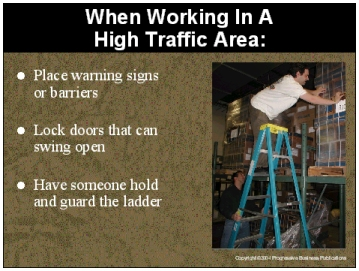 When Working In A
High Traffic Area:
Place warning signs
or barriers
Lock doors that can
swing open
Have someone hold
and guard the ladder
Copyright ©2004 Progressive Business Publications